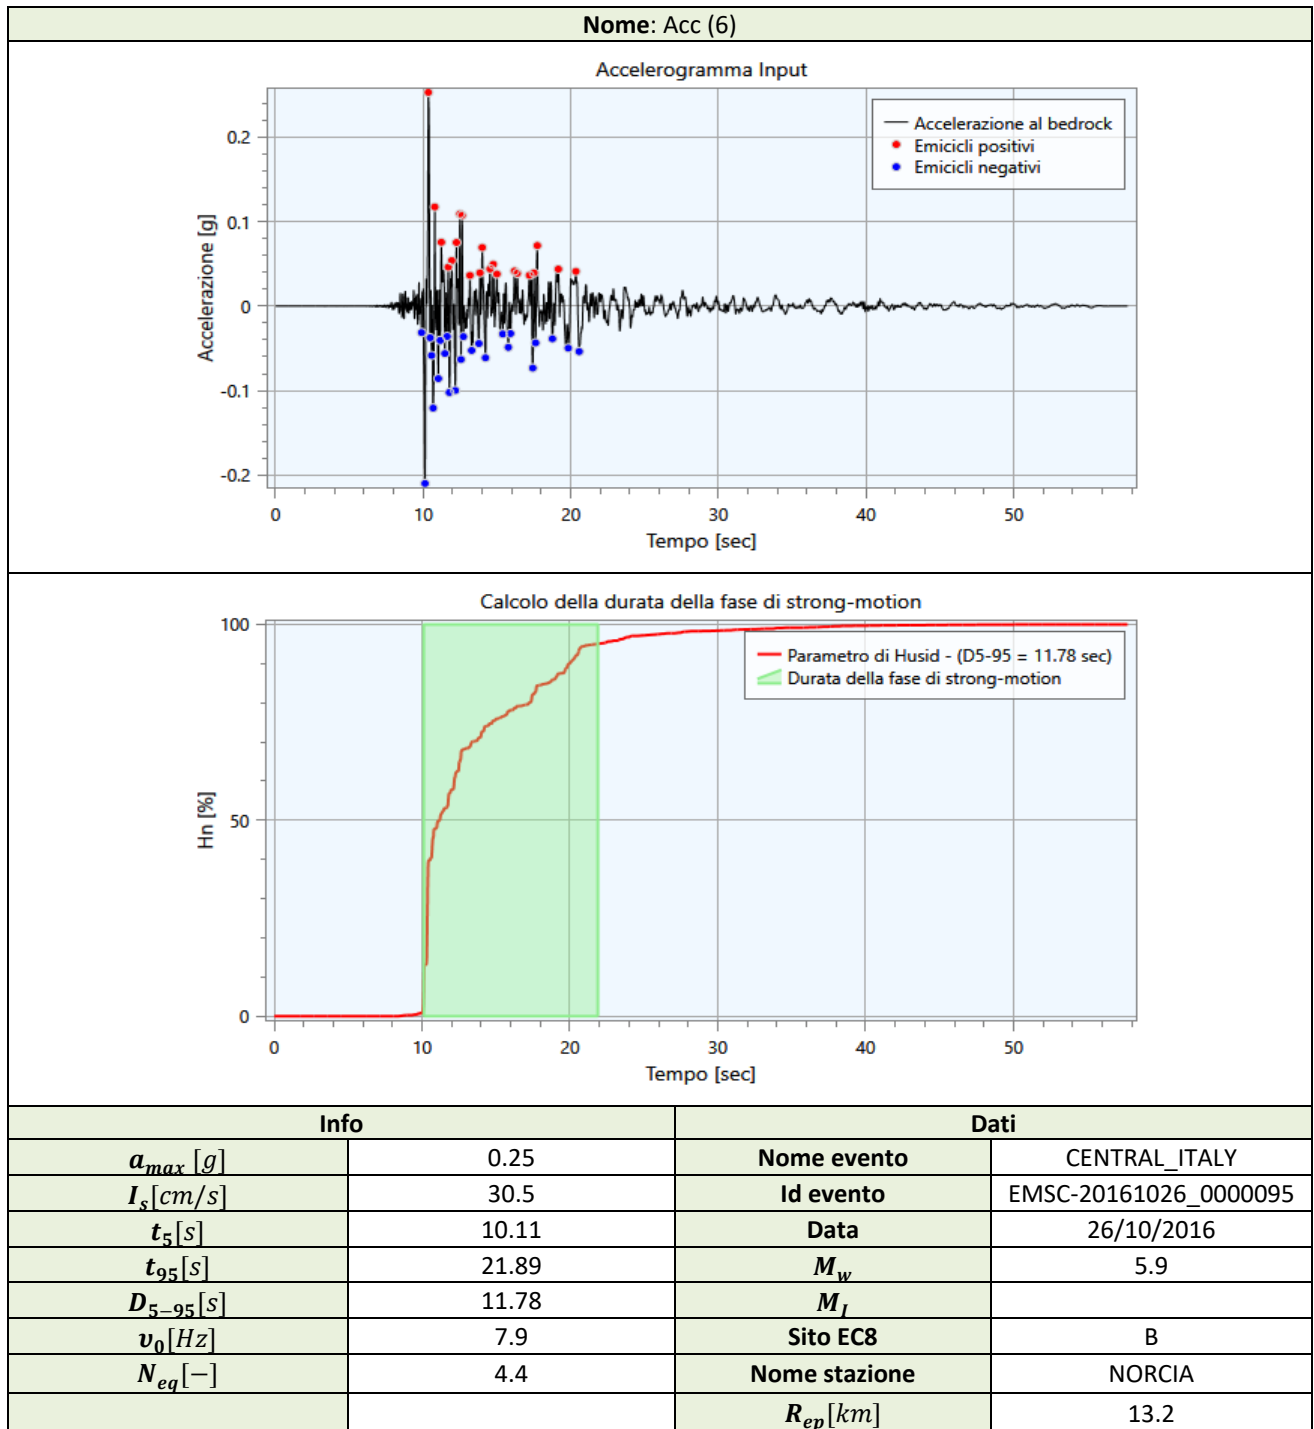 Nome: Acc (6)
Accelerogramma Input
Accelerazione al bedrock
Emicicli positivi
Emicicli negativi
Accelerazione [g]
0.2
0.1
0
-0.1
-0.2
0 10 20 30 40 50
Tempo [sec]
Calcolo della durata della fase di strong-motion
Parametro di Husid - (D5-95 = 11.78 sec)
Durata della fase di strong-motion
Hn [%]
100
50
0
0 10 20 30 40 50
Tempo [sec]
Info Dati
a_max [g] 0.25 Nome evento CENTRAL_ITALY
I_s[cm/s] 30.5 Id evento EMSC-20161026_0000095
t_5[s] 10.11 Data 26/10/2016
t_95[s] 21.89 M_w 5.9
D_5−95[s] 11.78 M_I
υ_0[Hz] 7.9 Sito EC8 B
N_eq[−] 4.4 Nome stazione NORCIA
R_ep[km] 13.2